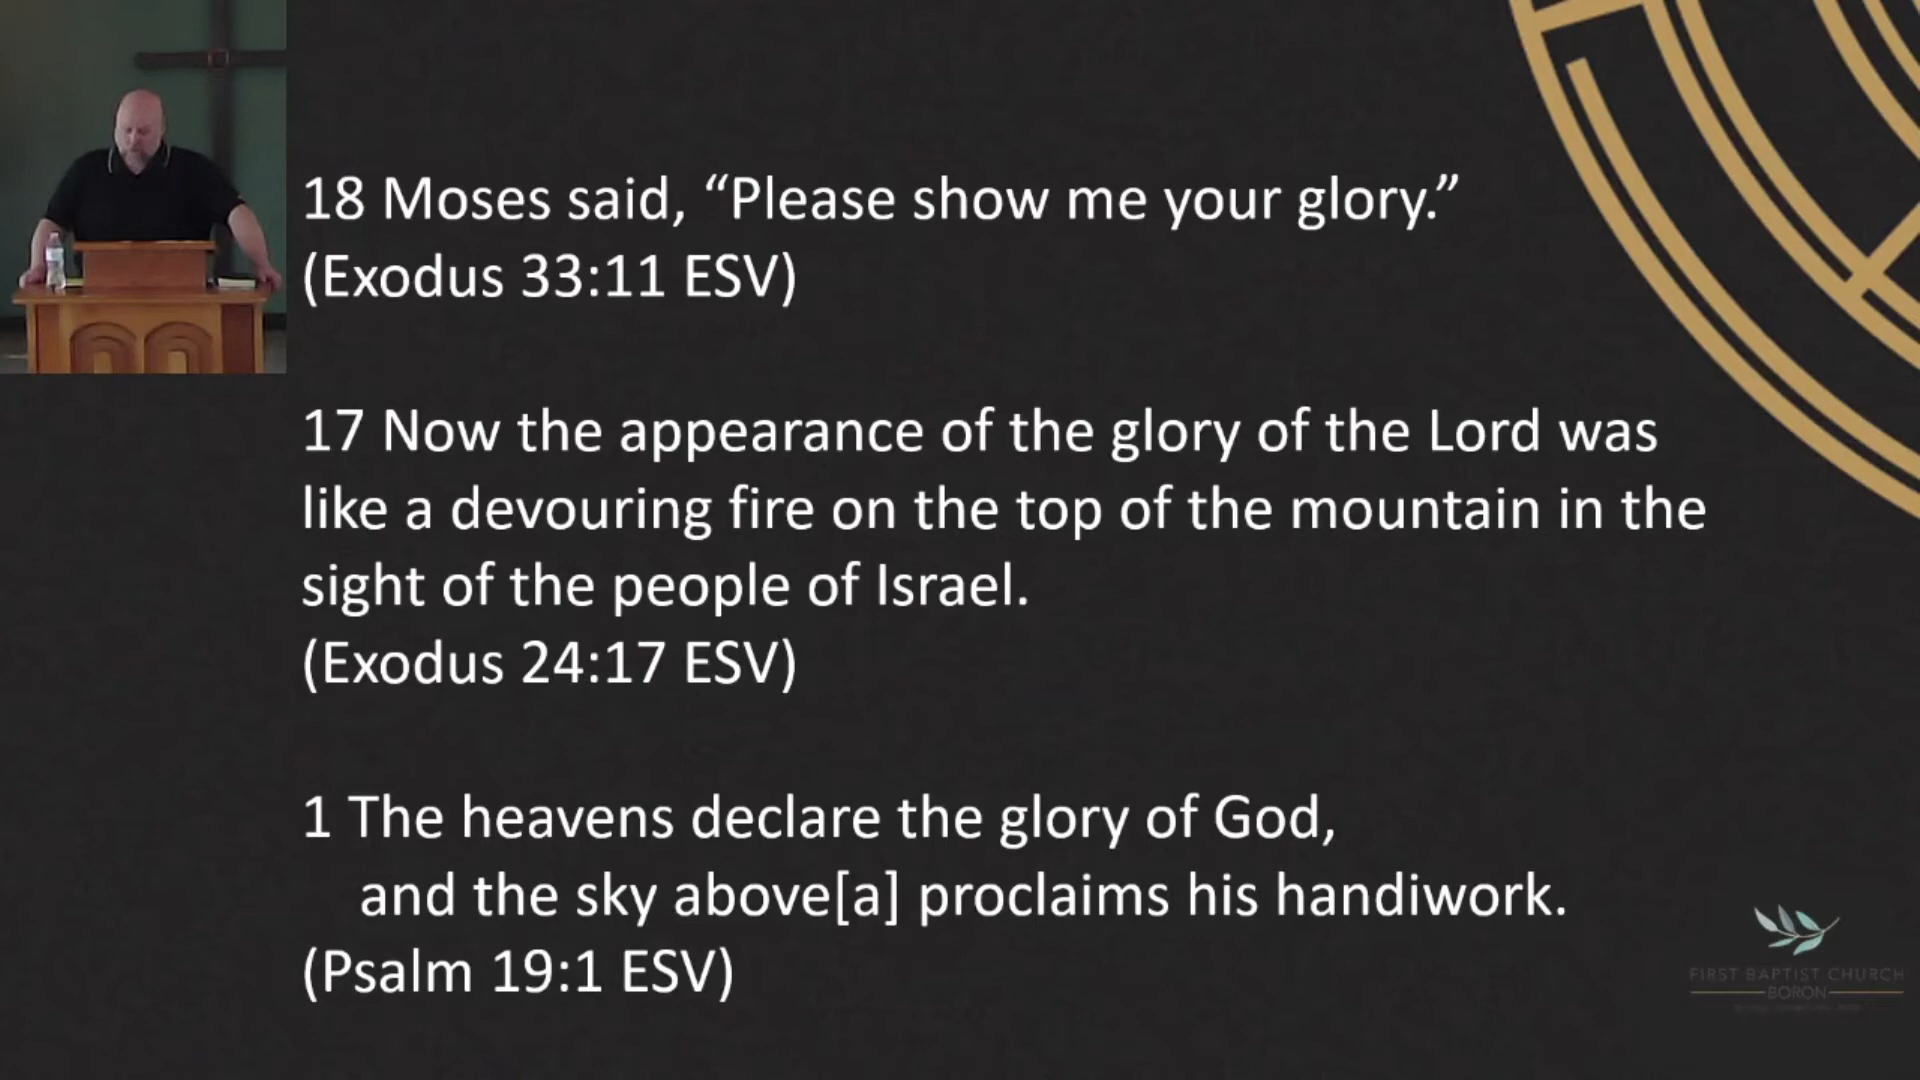 18 Moses said, “Please show me your glory.”
(Exodus 33:11 ESV)
17 Now the appearance of the glory of the Lord was
like a devouring fire on the top of the mountain in the
sight of the people of Israel.
(Exodus 24:17 ESV)
1 The heavens declare the glory of God,
and the sky above[a] proclaims his handiwork.
(Psalm 19:1 ESV)
FIRST BAPTIST CHURCH
BORON